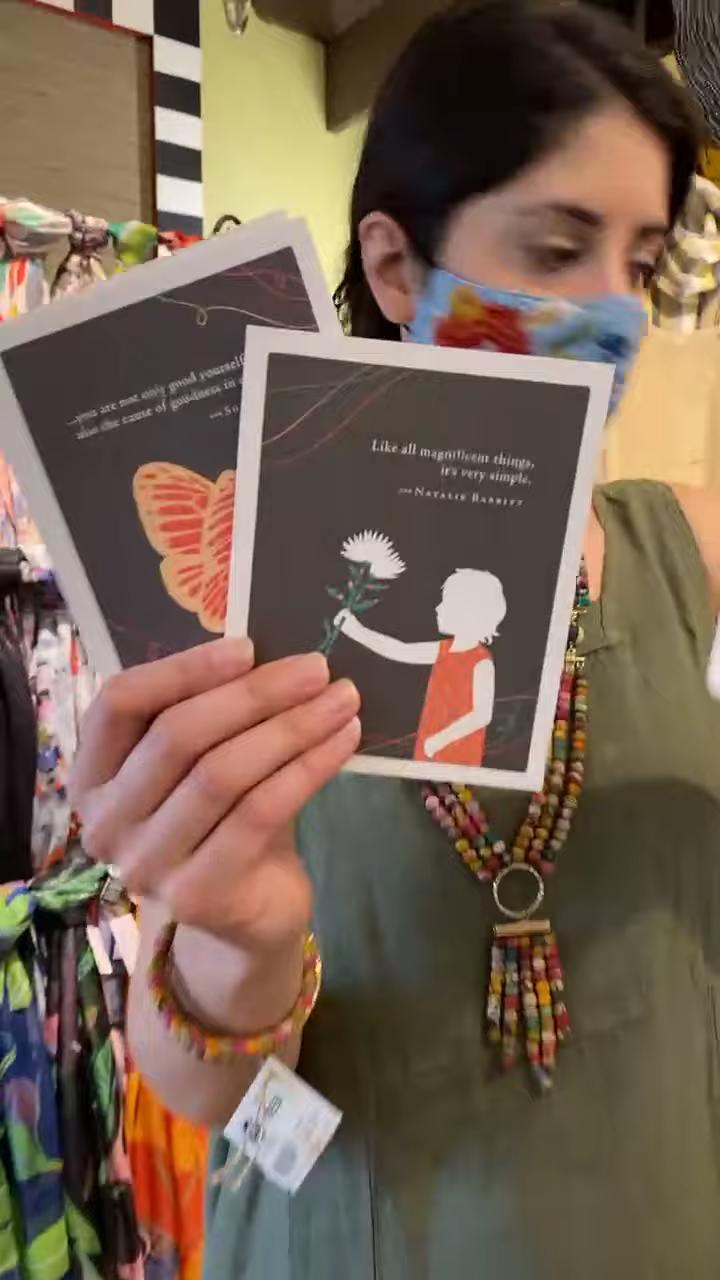 ...you are not only good yourself
also the cause of goodness in
Like all magnificent things,
it's very simple.
—Natalie Babbitt